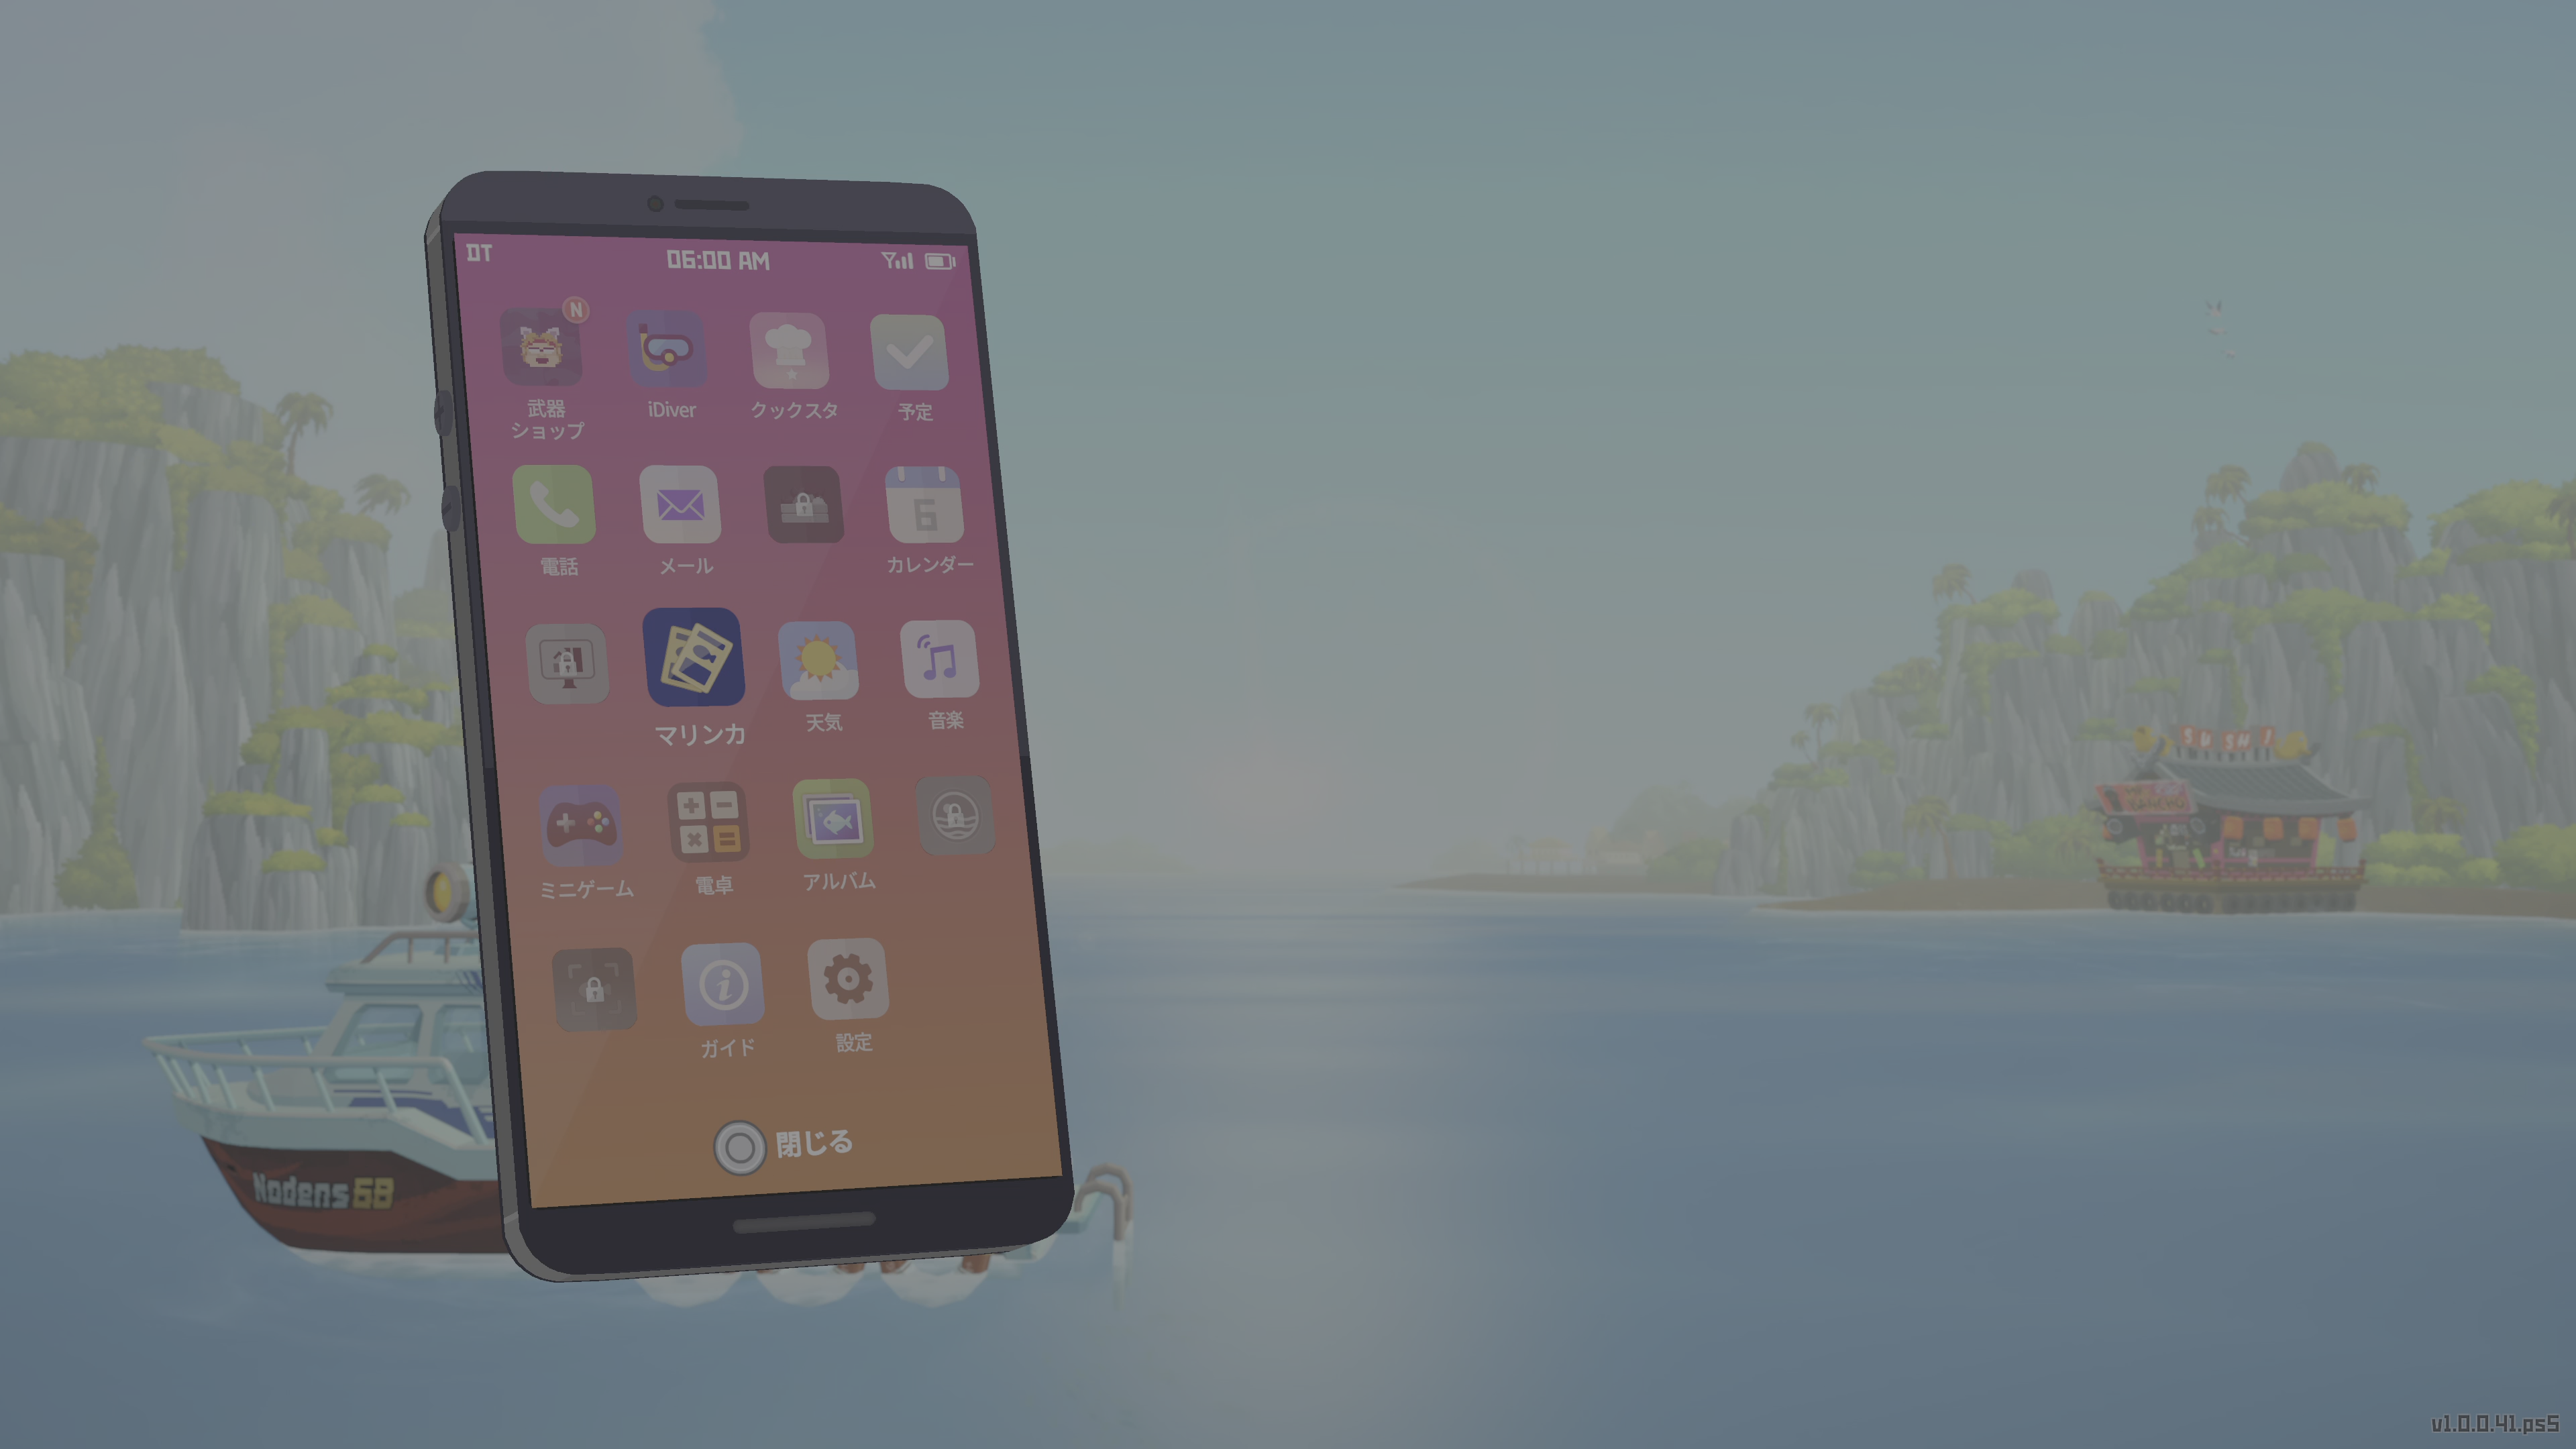 DT
06:00 AM
N
武器
ショップ
iDiver
クックスタ
予定
電話
メール
6
カレンダー
マリンカ
天気
音楽
ミニゲーム
電卓
アルバム
i
ガイド
設定
閉じる
SUSHI
Nodens68
v1.0.0.41.ps5